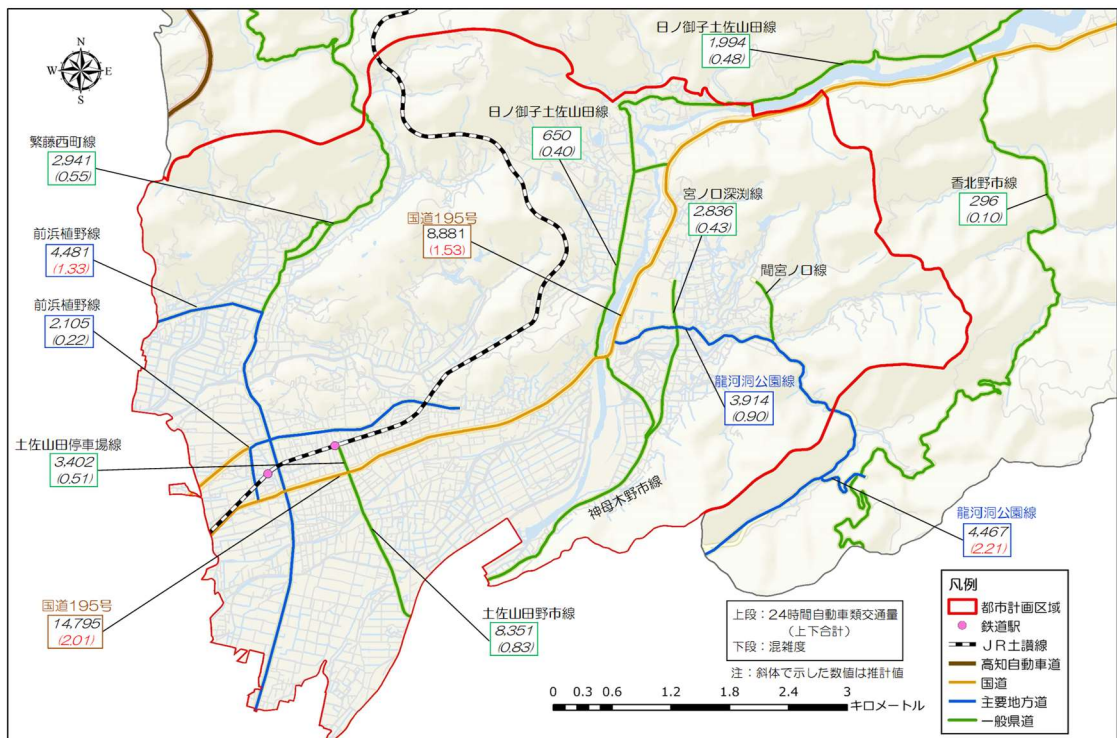 N
W
E
S
日ノ御子土佐山田線
1,994
(0.48)
日ノ御子土佐山田線
650
(0.40)
繁藤西町線
2,941
(0.55)
香北野市線
296
(0.10)
宮ノ口深渕線
2,836
(0.43)
国道195号
8,881
(1.53)
前浜植野線
4,481
(1.33)
間宮ノ口線
前浜植野線
2,105
(0.22)
龍河洞公園線
3,914
(0.90)
土佐山田停車場線
3,402
(0.51)
神母木野市線
龍河洞公園線
4,467
(2.21)
国道195号
14,795
(2.01)
土佐山田野市線
8,351
(0.83)
上段：24時間自動車類交通量
（上下合計）
下段：混雑度
注：斜体で示した数値は推計値
0 0.3 0.6 1.2 1.8 2.4 3
キロメートル
凡例
都市計画区域
鉄道駅
ＪＲ土讃線
高知自動車道
国道
主要地方道
一般県道